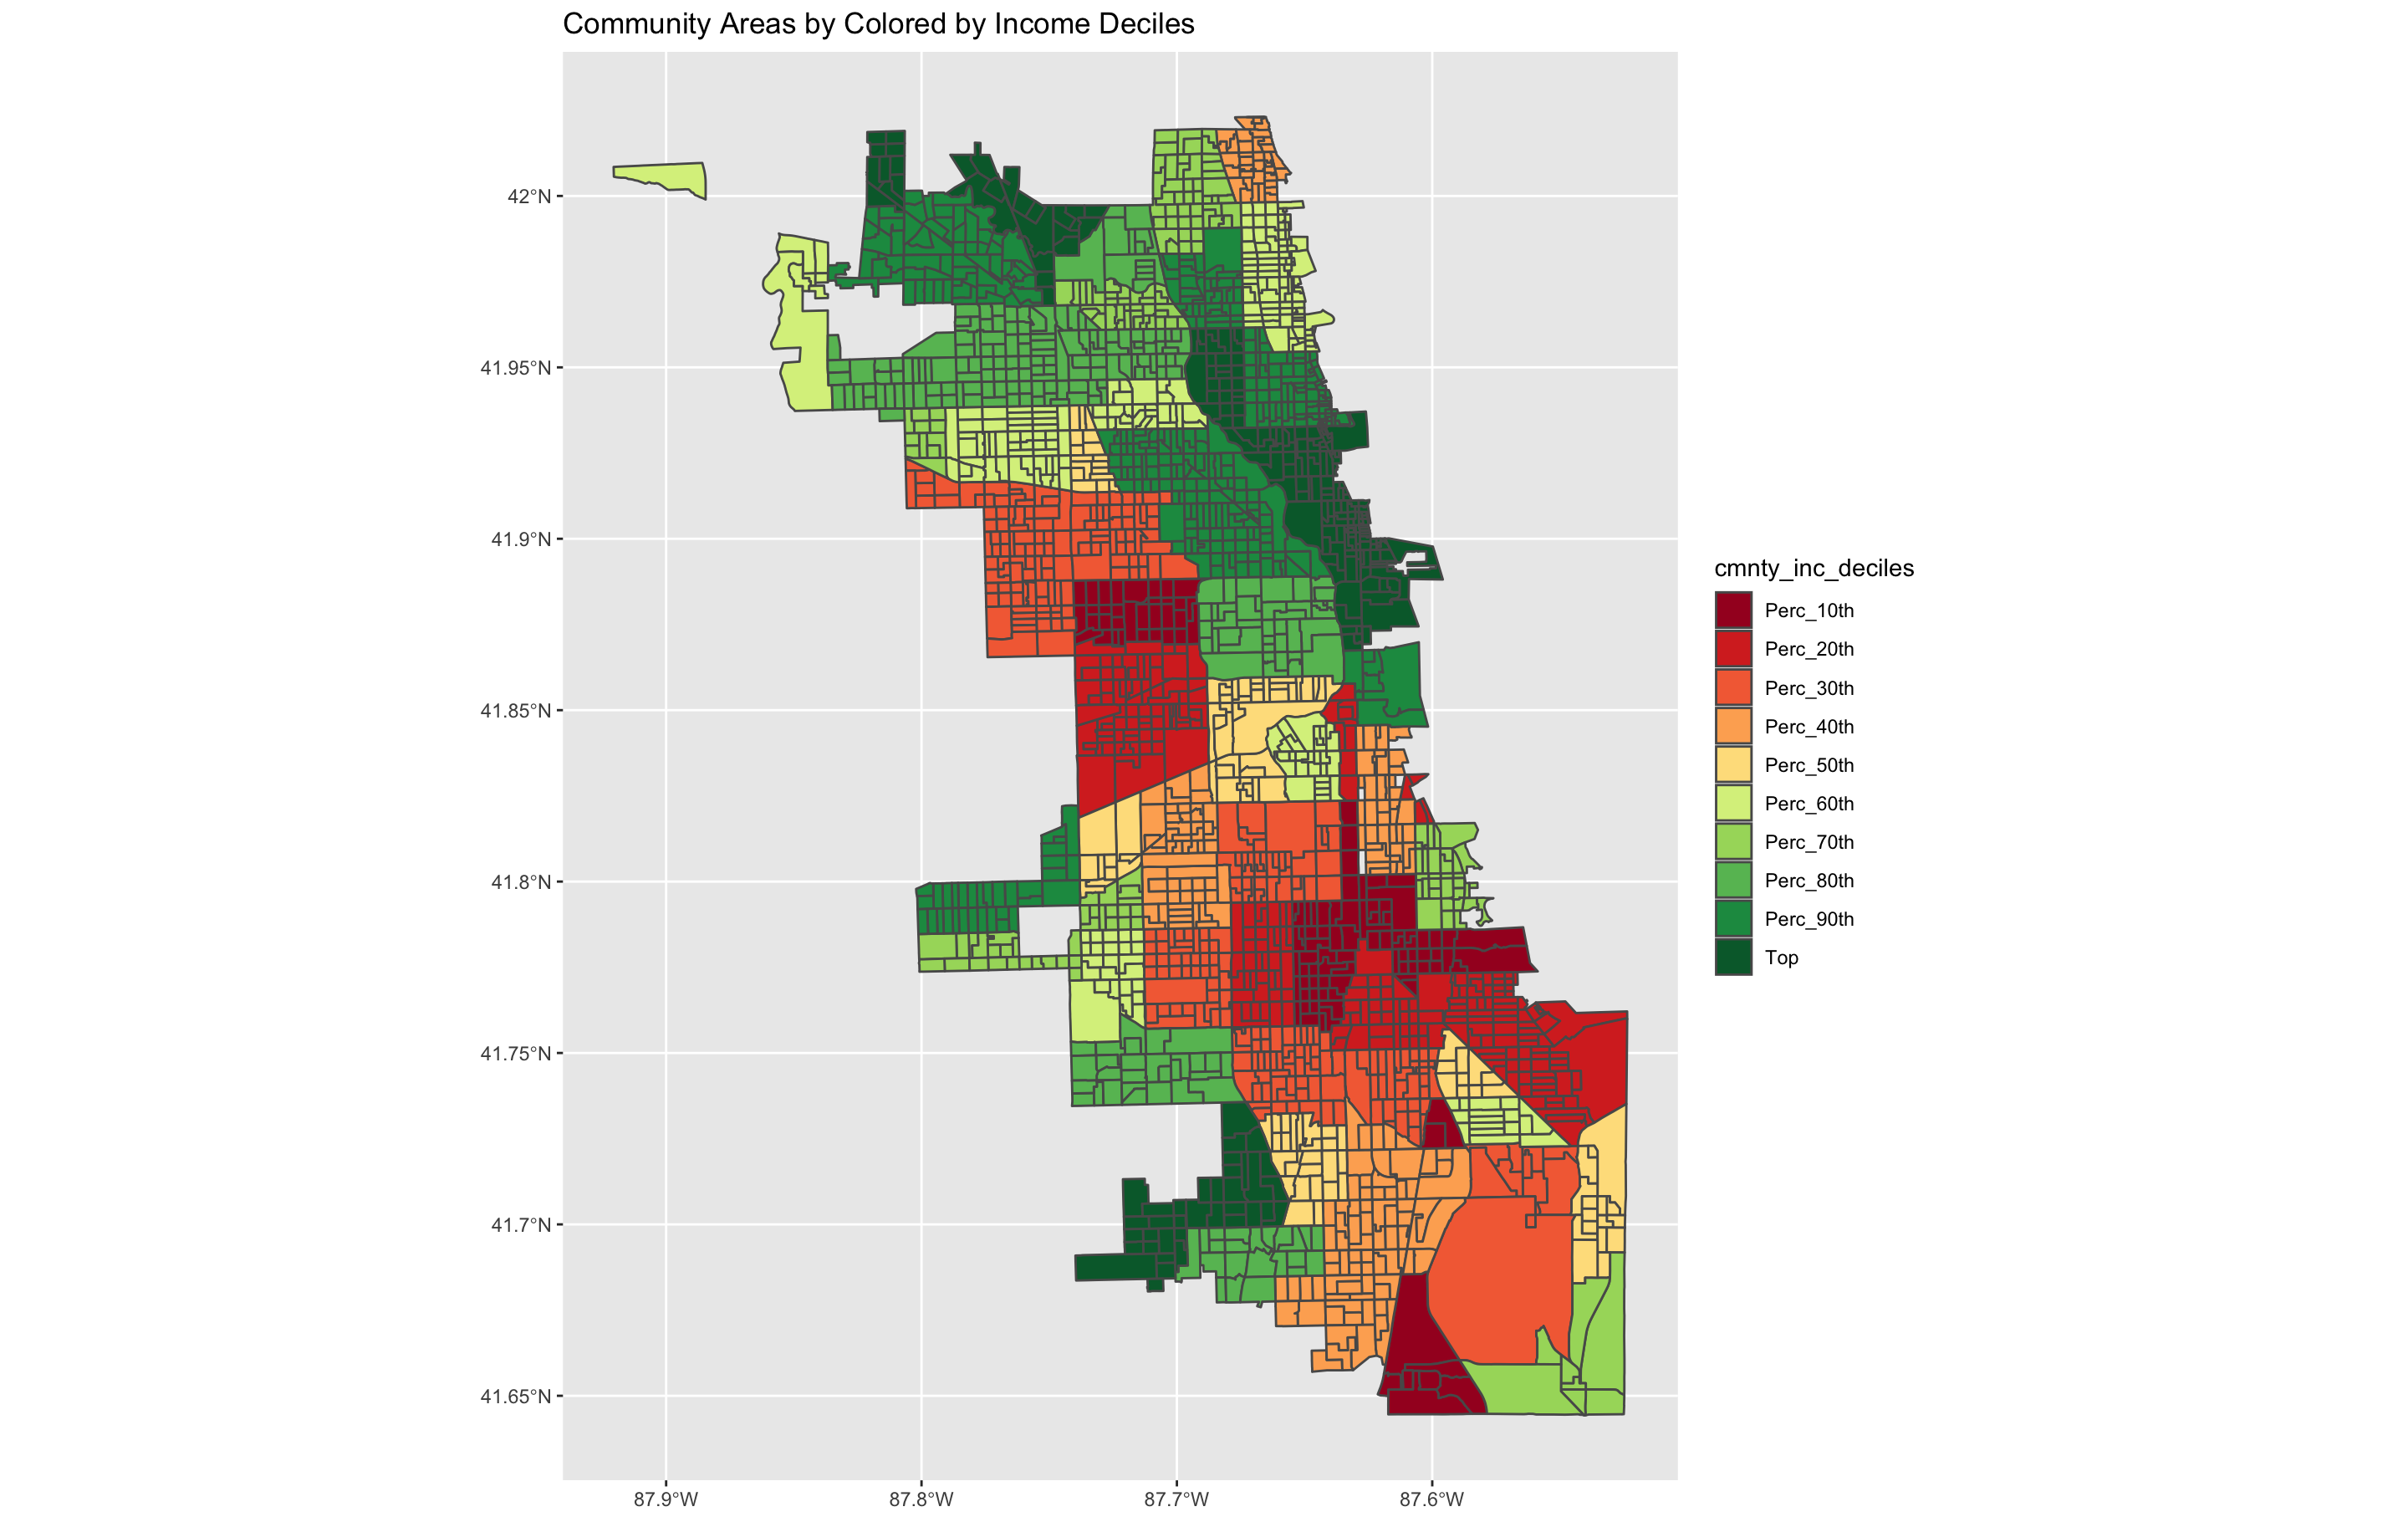 Community Areas by Colored by Income Deciles
42°N
41.95°N
41.9°N
41.85°N
41.8°N
41.75°N
41.7°N
41.65°N
87.9°W
87.8°W
87.7°W
87.6°W
cmnty_inc_deciles
Perc_10th
Perc_20th
Perc_30th
Perc_40th
Perc_50th
Perc_60th
Perc_70th
Perc_80th
Perc_90th
Top